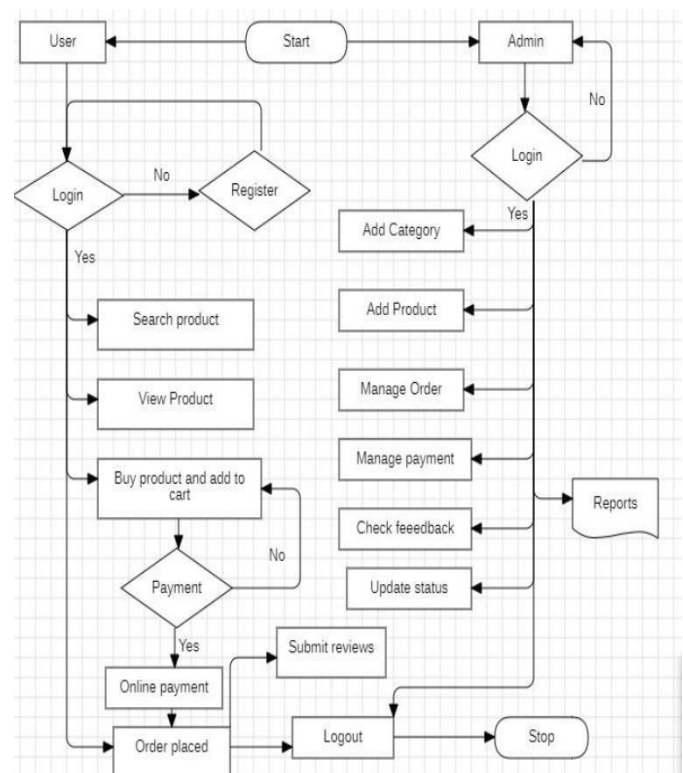 User
Start
Admin
No
Login
No
Register
Login
Yes
Yes
Add Category
Search product
Add Product
View Product
Manage Order
Buy product and add to
cart
Manage payment
Reports
Check feeedback
No
Payment
Update status
Yes
Submit reviews
Online payment
Order placed
Logout
Stop